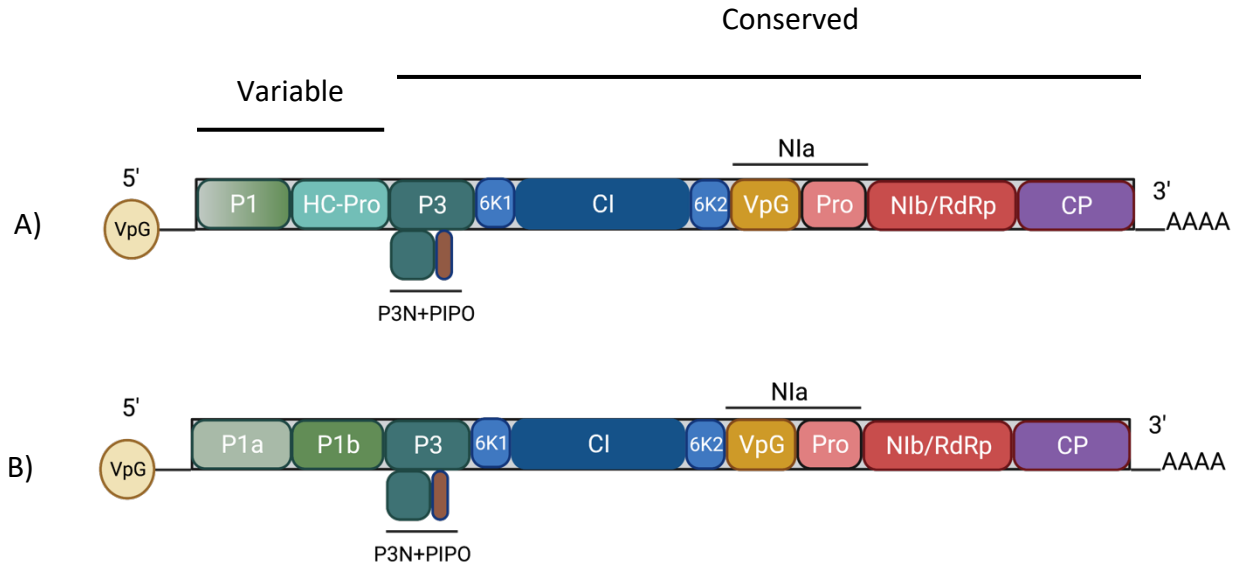 Conserved
Variable
NIa
5'
3'
A)
VpG
P1 HC-Pro P3 6K1 CI 6K2 VpG Pro NIb/RdRp CP
AAAA
P3N+PIPO
NIa
5'
3'
B)
VpG
P1a P1b P3 6K1 CI 6K2 VpG Pro NIb/RdRp CP
AAAA
P3N+PIPO